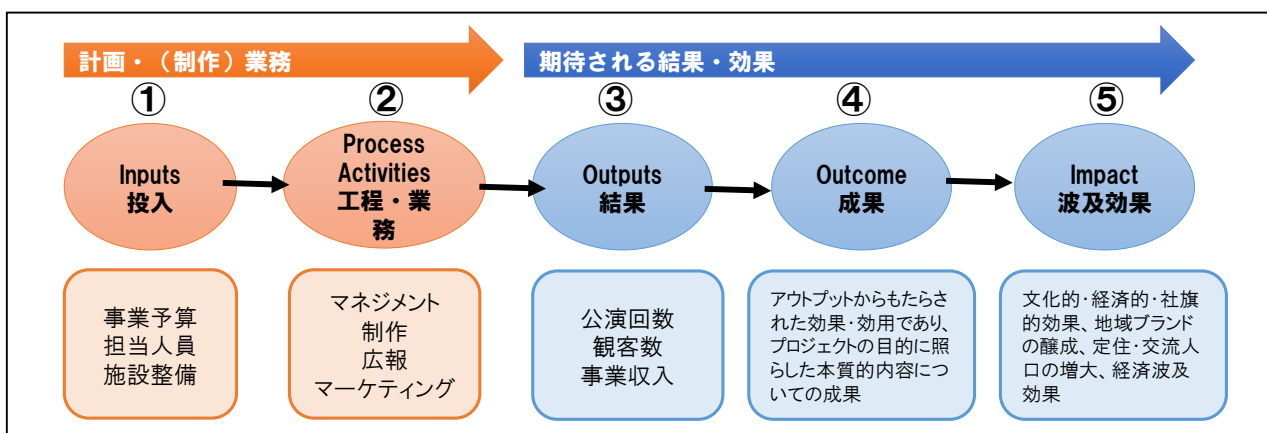 計画・（制作）業務
期待される結果・効果
①
②
③
④
⑤
Inputs
投入
Process
Activities
工程・業
務
Outputs
結果
Outcome
成果
Impact
波及効果
事業予算
担当人員
施設整備
マネジメント
制作
広報
マーケティング
公演回数
観客数
事業収入
アウトプットからもたらさ
れた効果・効用であり、
プロジェクトの目的に照
らした本質的内容につ
いての成果
文化的・経済的・社旗
的効果、地域ブランド
の醸成、定住・交流人
口の増大、経済波及
効果